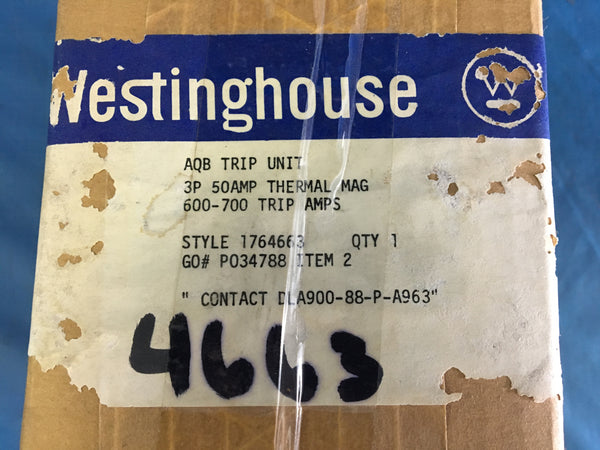 Westinghouse
W
AQB TRIP UNIT
3P 50AMP THERMAL MAG
600-700 TRIP AMPS
STYLE 1764663 QTY 1
GO# PO34788 ITEM 2
" CONTACT DLA900-88-P-A963"
4663